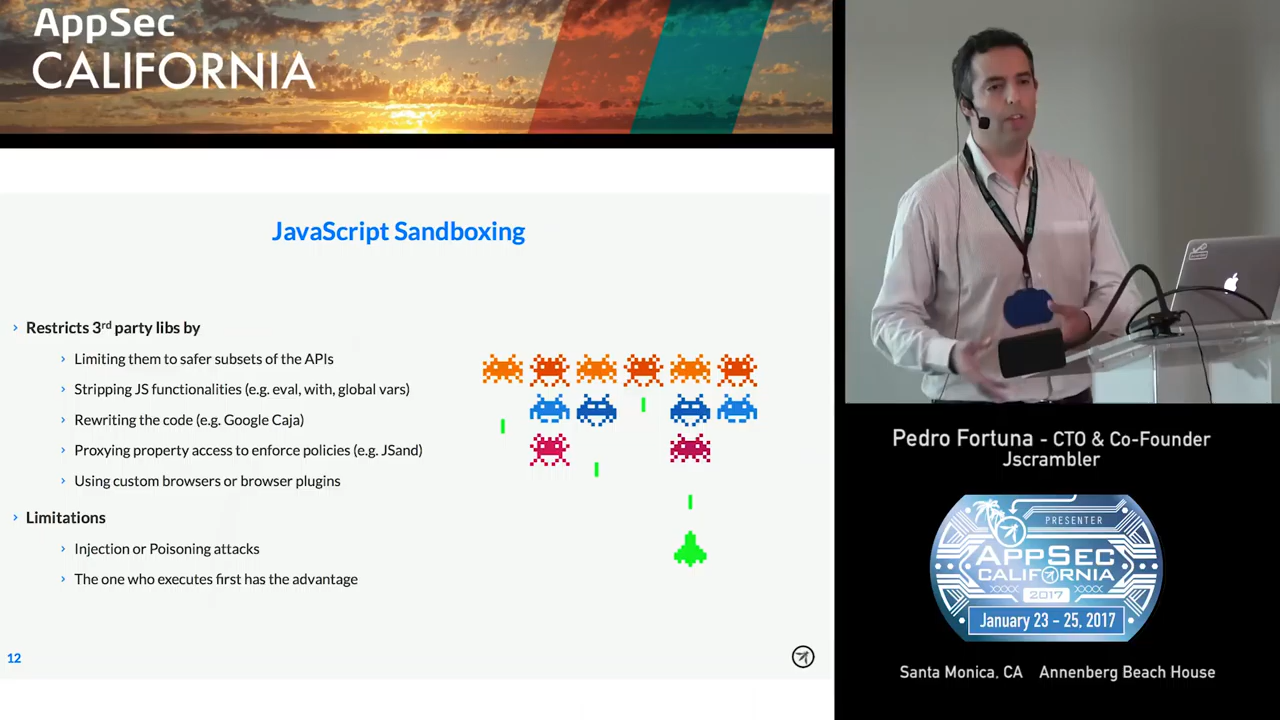 AppSec
CALIFORNIA
JavaScript Sandboxing
Restricts 3rd party libs by
Limiting them to safer subsets of the APIs
Stripping JS functionalities (e.g. eval, with, global vars)
Rewriting the code (e.g. Google Caja)
Proxying property access to enforce policies (e.g. JSand)
Using custom browsers or browser plugins
Limitations
Injection or Poisoning attacks
The one who executes first has the advantage
12
Pedro Fortuna - CTO & Co-Founder
Jscrambler
PRESENTER
APPSEC
CALIFORNIA
2017
January 23 - 25, 2017
Santa Monica, CA Annenberg Beach House